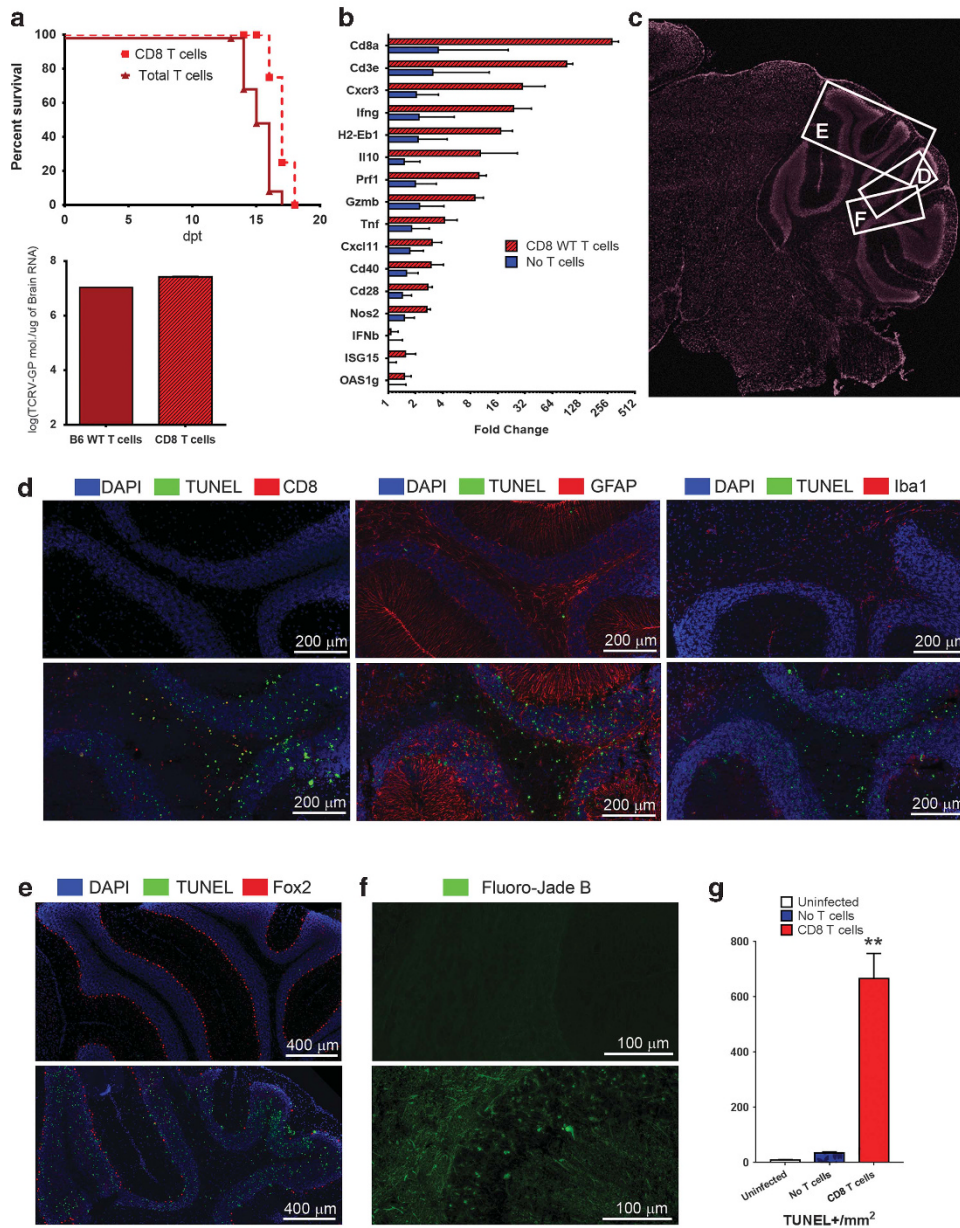 a
Percent survival
100
80
60
40
20
0
CD8 T cells
Total T cells
0 5 10 15 20
dpt
log(TCRV-GP mol./ug of Brain RNA)
8
6
4
2
B6 WT T cells CD8 T cells
b
Cd8a
Cd3e
Cxcr3
Ifng
H2-Eb1
Il10
Prf1
Gzmb
Tnf
Cxcl11
Cd40
Cd28
Nos2
IFNb
ISG15
OAS1g
CD8 WT T cells
No T cells
1 2 4 8 16 32 64 128 256 512
Fold Change
c
E
D
F
d
DAPI TUNEL CD8
DAPI TUNEL GFAP
DAPI TUNEL Iba1
200 µm 200 µm 200 µm
200 µm 200 µm 200 µm
e
DAPI TUNEL Fox2
400 µm
400 µm
f
Fluoro-Jade B
100 µm
100 µm
g
Uninfected
No T cells
CD8 T cells
**
800
600
400
200
0
Uninfected No T cells CD8 T cells
TUNEL+/mm²